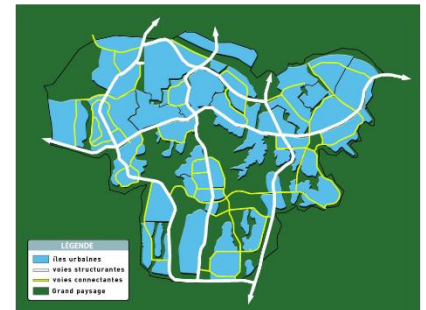 LÉGENDE
îles urbaines
voies structurantes
voies connectantes
Grand paysage